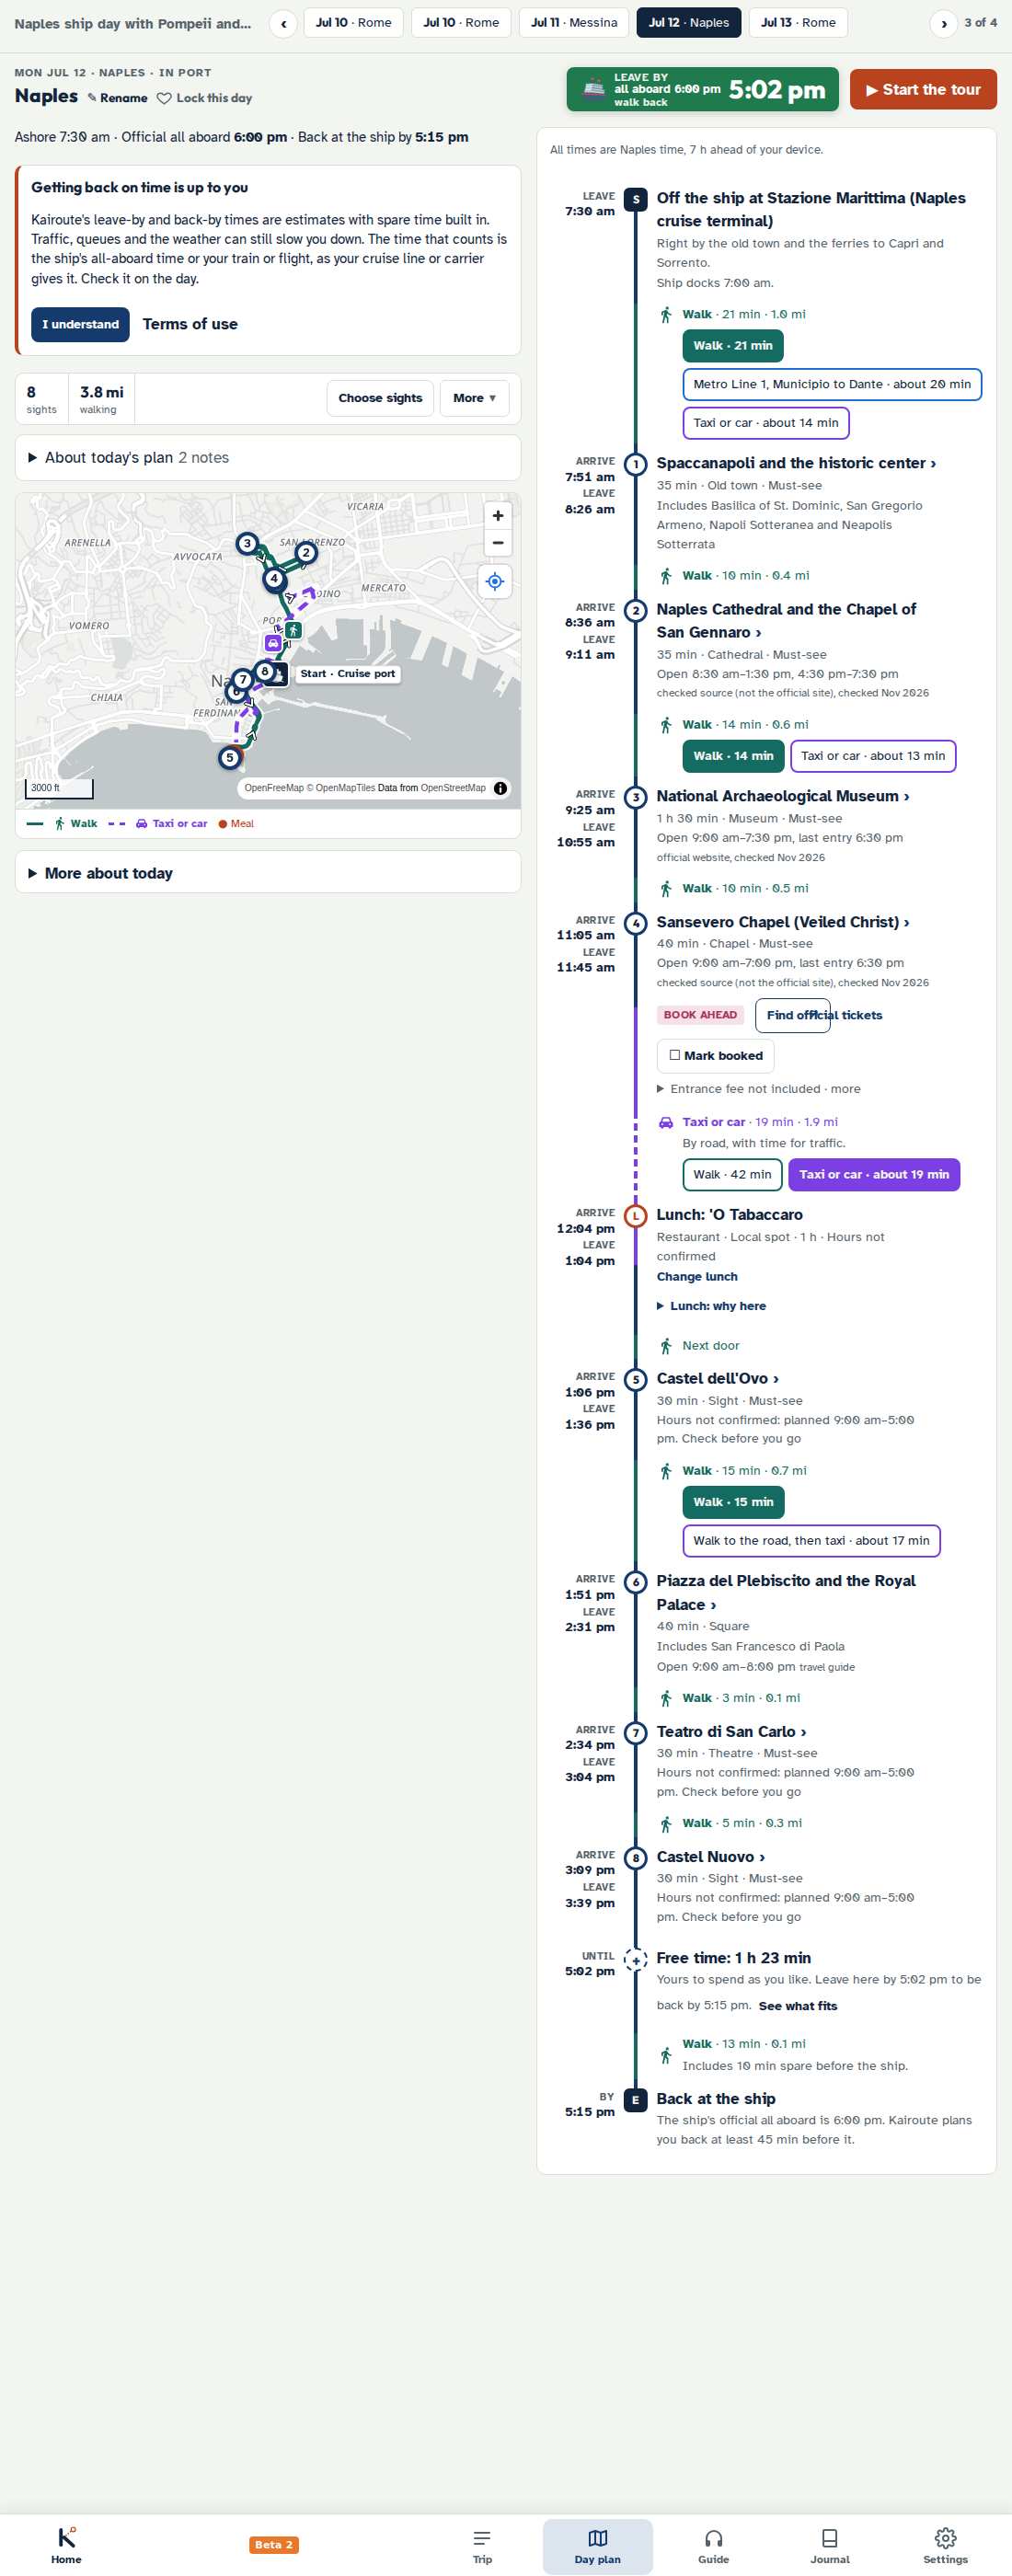 Naples ship day with Pompeii and...
‹
Jul 10 · Rome
Jul 10 · Rome
Jul 11 · Messina
Jul 12 · Naples
Jul 13 · Rome
›
3 of 4
MON JUL 12 · NAPLES · IN PORT
Naples ✎ Rename Lock this day
LEAVE BY
all aboard 6:00 pm
walk back
5:02 pm
▶ Start the tour
Ashore 7:30 am · Official all aboard 6:00 pm · Back at the ship by 5:15 pm
Getting back on time is up to you
Kairoute's leave-by and back-by times are estimates with spare time built in.
Traffic, queues and the weather can still slow you down. The time that counts is
the ship's all-aboard time or your train or flight, as your cruise line or carrier
gives it. Check it on the day.
I understand
Terms of use
8
sights
3.8 mi
walking
Choose sights
More ▾
▶ About today's plan 2 notes
VICARIA
ARENELLA
AVVOCATA
SAN LORENZO
3
2
4
MERCATO
DINO
VOMERO
POR
8
7
6
Start · Cruise port
Na
CHIAIA
SAN
FERDINAN
5
+
−
3000 ft
OpenFreeMap © OpenMapTiles Data from OpenStreetMap
Walk
Taxi or car
Meal
▶ More about today
All times are Naples time, 7 h ahead of your device.
LEAVE
7:30 am
S
Off the ship at Stazione Marittima (Naples
cruise terminal)
Right by the old town and the ferries to Capri and
Sorrento.
Ship docks 7:00 am.
Walk · 21 min · 1.0 mi
Walk · 21 min
Metro Line 1, Municipio to Dante · about 20 min
Taxi or car · about 14 min
ARRIVE
7:51 am
LEAVE
8:26 am
1
Spaccanapoli and the historic center ›
35 min · Old town · Must-see
Includes Basilica of St. Dominic, San Gregorio
Armeno, Napoli Sotteranea and Neapolis
Sotterrata
Walk · 10 min · 0.4 mi
ARRIVE
8:36 am
LEAVE
9:11 am
2
Naples Cathedral and the Chapel of
San Gennaro ›
35 min · Cathedral · Must-see
Open 8:30 am–1:30 pm, 4:30 pm–7:30 pm
checked source (not the official site), checked Nov 2026
Walk · 14 min · 0.6 mi
Walk · 14 min
Taxi or car · about 13 min
ARRIVE
9:25 am
LEAVE
10:55 am
3
National Archaeological Museum ›
1 h 30 min · Museum · Must-see
Open 9:00 am–7:30 pm, last entry 6:30 pm
official website, checked Nov 2026
Walk · 10 min · 0.5 mi
ARRIVE
11:05 am
LEAVE
11:45 am
4
Sansevero Chapel (Veiled Christ) ›
40 min · Chapel · Must-see
Open 9:00 am–7:00 pm, last entry 6:30 pm
checked source (not the official site), checked Nov 2026
BOOK AHEAD
Find official tickets
☐ Mark booked
▶ Entrance fee not included · more
Taxi or car · 19 min · 1.9 mi
By road, with time for traffic.
Walk · 42 min
Taxi or car · about 19 min
ARRIVE
12:04 pm
LEAVE
1:04 pm
L
Lunch: 'O Tabaccaro
Restaurant · Local spot · 1 h · Hours not
confirmed
Change lunch
▶ Lunch: why here
Next door
ARRIVE
1:06 pm
LEAVE
1:36 pm
5
Castel dell'Ovo ›
30 min · Sight · Must-see
Hours not confirmed: planned 9:00 am–5:00
pm. Check before you go
Walk · 15 min · 0.7 mi
Walk · 15 min
Walk to the road, then taxi · about 17 min
ARRIVE
1:51 pm
LEAVE
2:31 pm
6
Piazza del Plebiscito and the Royal
Palace ›
40 min · Square
Includes San Francesco di Paola
Open 9:00 am–8:00 pm travel guide
Walk · 3 min · 0.1 mi
ARRIVE
2:34 pm
LEAVE
3:04 pm
7
Teatro di San Carlo ›
30 min · Theatre · Must-see
Hours not confirmed: planned 9:00 am–5:00
pm. Check before you go
Walk · 5 min · 0.3 mi
ARRIVE
3:09 pm
LEAVE
3:39 pm
8
Castel Nuovo ›
30 min · Sight · Must-see
Hours not confirmed: planned 9:00 am–5:00
pm. Check before you go
UNTIL
5:02 pm
+
Free time: 1 h 23 min
Yours to spend as you like. Leave here by 5:02 pm to be
back by 5:15 pm. See what fits
Walk · 13 min · 0.1 mi
Includes 10 min spare before the ship.
BY
5:15 pm
E
Back at the ship
The ship's official all aboard is 6:00 pm. Kairoute plans
you back at least 45 min before it.
Home
Beta 2
Trip
Day plan
Guide
Journal
Settings